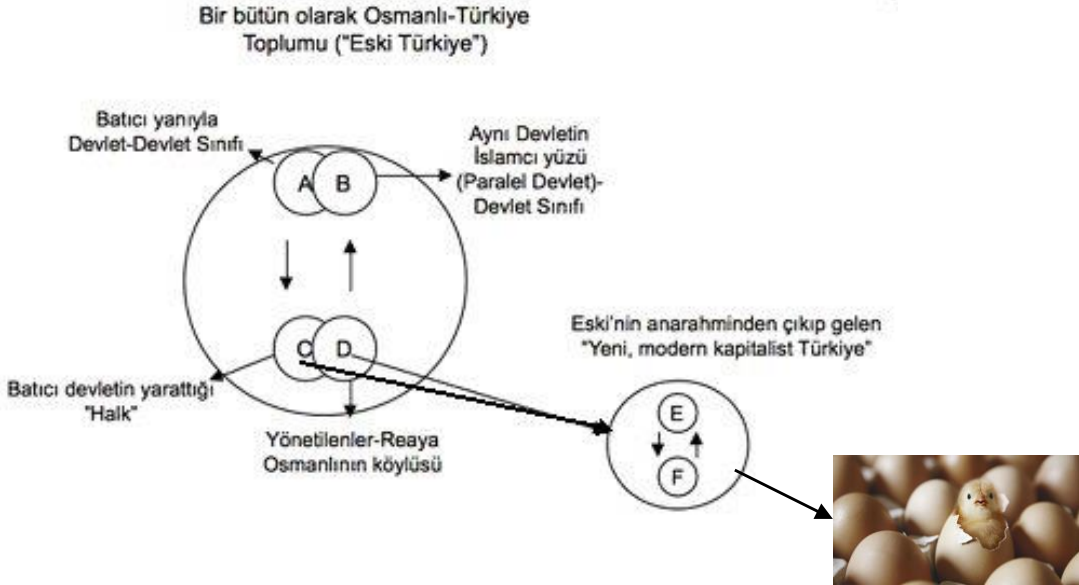 Bir bütün olarak Osmanlı-Türkiye
Toplumu ("Eski Türkiye")
Batıcı yanıyla
Devlet-Devlet Sınıfı
Aynı Devletin
İslamcı yüzü
(Paralel Devlet)-
Devlet Sınıfı
A B
C D
Batıcı devletin yarattığı
"Halk"
Yönetilenler-Reaya
Osmanlının köylüsü
Eski'nin anarahminden çıkıp gelen
"Yeni, modern kapitalist Türkiye"
E
F